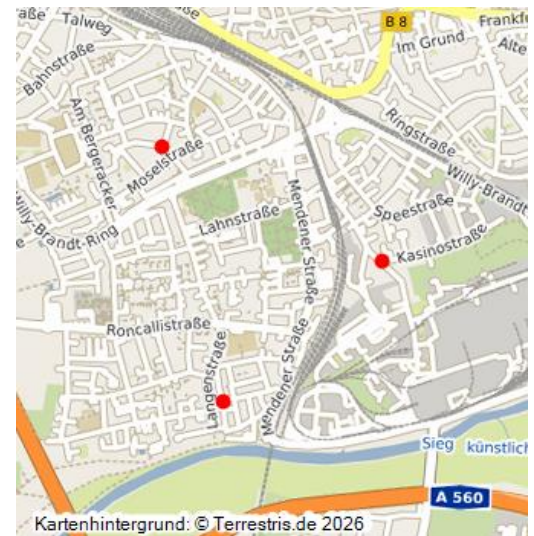 Talweg
B 8
Frankf
Im Grund
Alte
Bahnstraße
Ringstraße
Am Bergeracker
Moselstraße
Willy-Brandt-
Willy-Brandt-Ring
Mendener Straße
Speestraße
Lahnstraße
Kasinostraße
Roncallistraße
Langenstraße
Mendener Straße
Sieg
künstlich
A 560
Kartenhintergrund: © Terrestris.de 2026